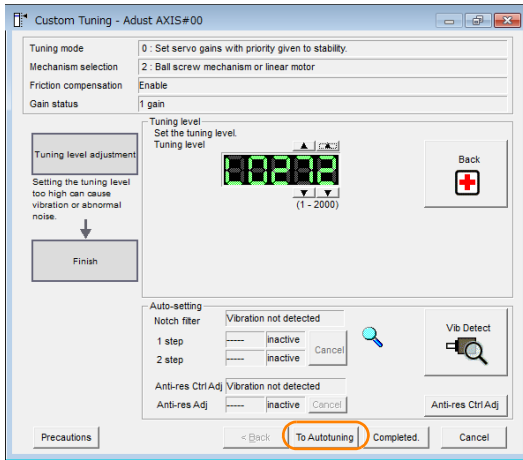 Custom Tuning - Adust AXIS#00
Tuning mode 0 : Set servo gains with priority given to stability.
Mechanism selection 2 : Ball screw mechanism or linear motor
Friction compensation Enable
Gain status 1 gain
Tuning level
Set the tuning level.
Tuning level
L0272
(1 - 2000)
Tuning level adjustment
Setting the tuning level
too high can cause
vibration or abnormal
noise.
Finish
Back
Auto-setting
Notch filter Vibration not detected
1 step ----- inactive
2 step ----- inactive
Cancel
Anti-res Ctrl Adj Vibration not detected
Anti-res Adj ----- inactive Cancel
Vib Detect
Anti-res Ctrl Adj
Precautions < Back To Autotuning Completed. Cancel